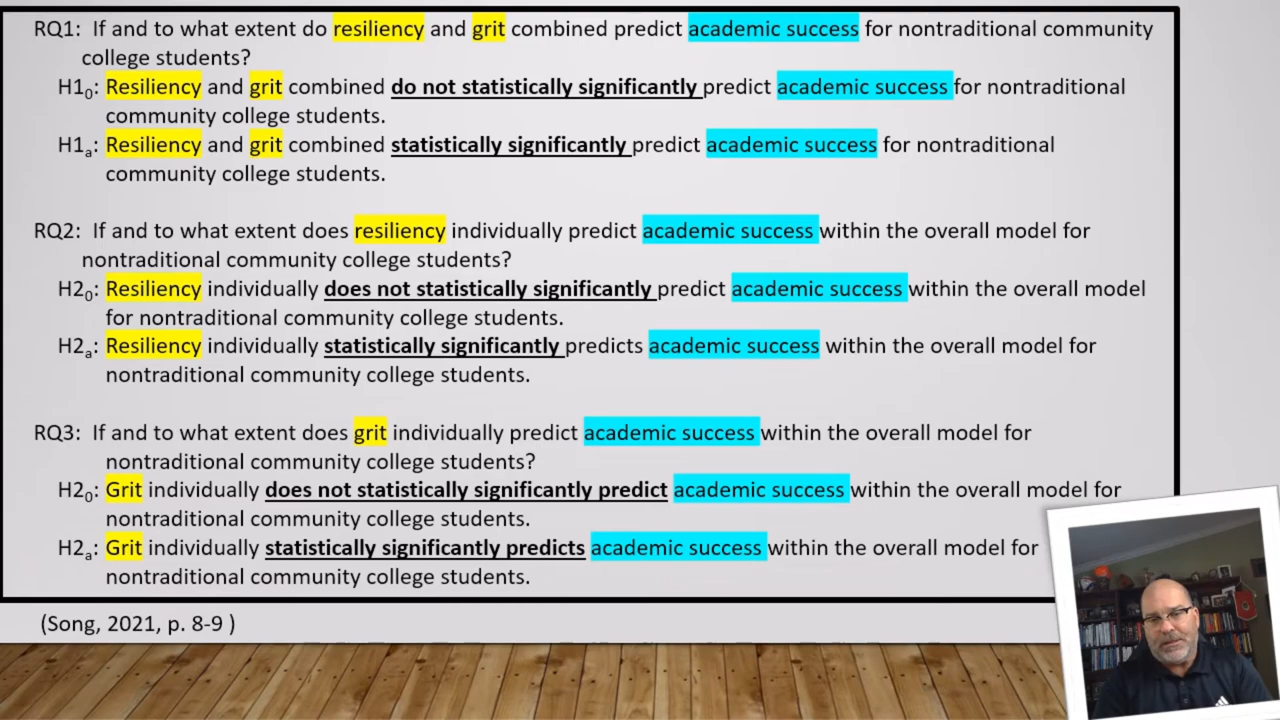 RQ1: If and to what extent do resiliency and grit combined predict academic success for nontraditional community
college students?
H1₀: Resiliency and grit combined do not statistically significantly predict academic success for nontraditional
community college students.
H1ₐ: Resiliency and grit combined statistically significantly predict academic success for nontraditional
community college students.
RQ2: If and to what extent does resiliency individually predict academic success within the overall model for
nontraditional community college students?
H2₀: Resiliency individually does not statistically significantly predict academic success within the overall model
for nontraditional community college students.
H2ₐ: Resiliency individually statistically significantly predicts academic success within the overall model for
nontraditional community college students.
RQ3: If and to what extent does grit individually predict academic success within the overall model for
nontraditional community college students?
H2₀: Grit individually does not statistically significantly predict academic success within the overall model for
nontraditional community college students.
H2ₐ: Grit individually statistically significantly predicts academic success within the overall model for
nontraditional community college students.
(Song, 2021, p. 8-9 )